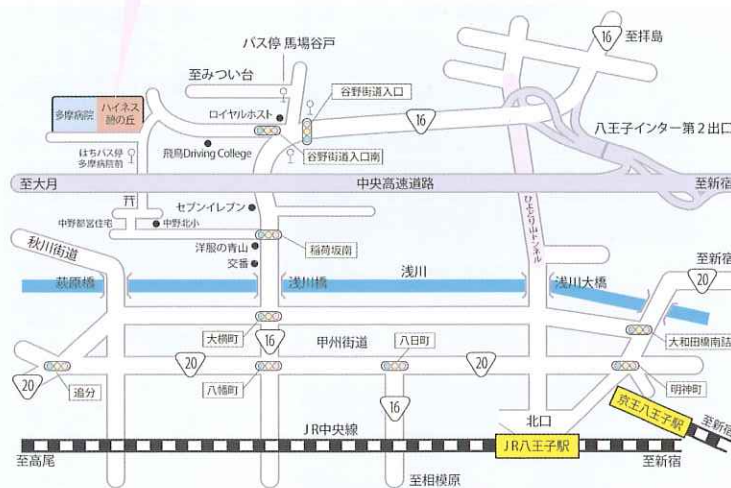 16
至拝島
バス停 馬場谷戸
至みつい台
谷野街道入口
多摩病院
ハイネス
踏の丘
ロイヤルホスト
16
八王子インター第2出口
はちバス停
多摩病院前
飛鳥Driving College
谷野街道入口南
至大月
中央高速道路
至新宿
セブンイレブン
ひよどり山トンネル
中野都営住宅
中野北小
稲荷坂南
秋川街道
洋服の青山
交番
至新宿
萩原橋
浅川橋
浅川
浅川大橋
20
大横町
16
甲州街道
八日町
大和田橋南詰
20
追分
20
八幡町
20
明神町
16
京王八王子駅
北口
至新宿
JR中央線
JR八王子駅
至高尾
至新宿
至相模原